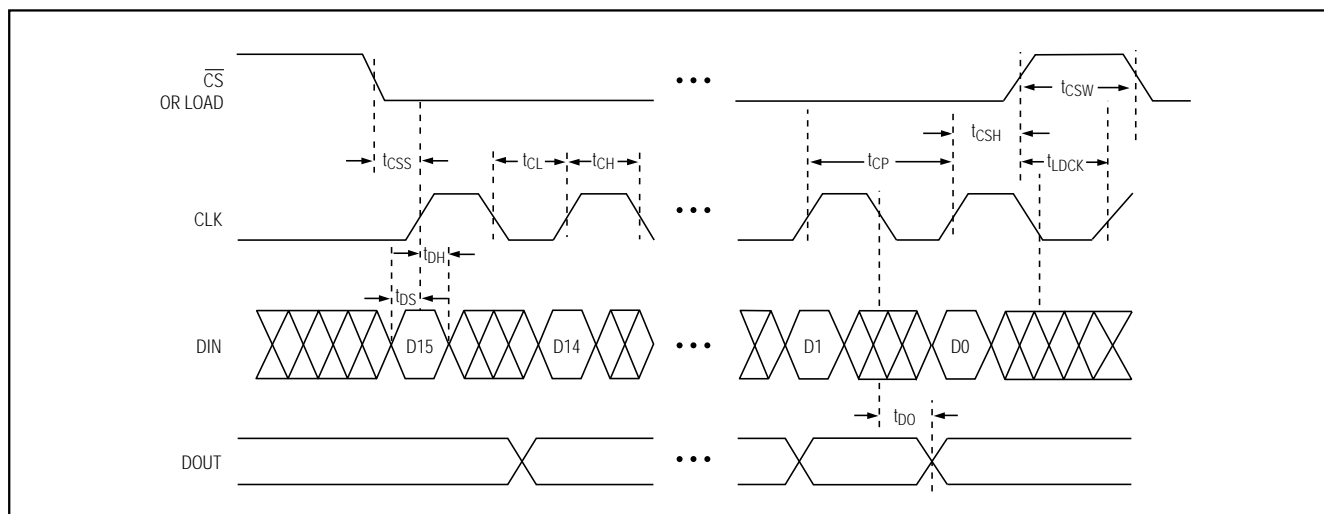 CS
OR LOAD
tCSW
tCSH
tCSS
tCL
tCH
tCP
tLDCK
CLK
tDH
tDS
DIN
D15
D14
D1
D0
tDO
DOUT